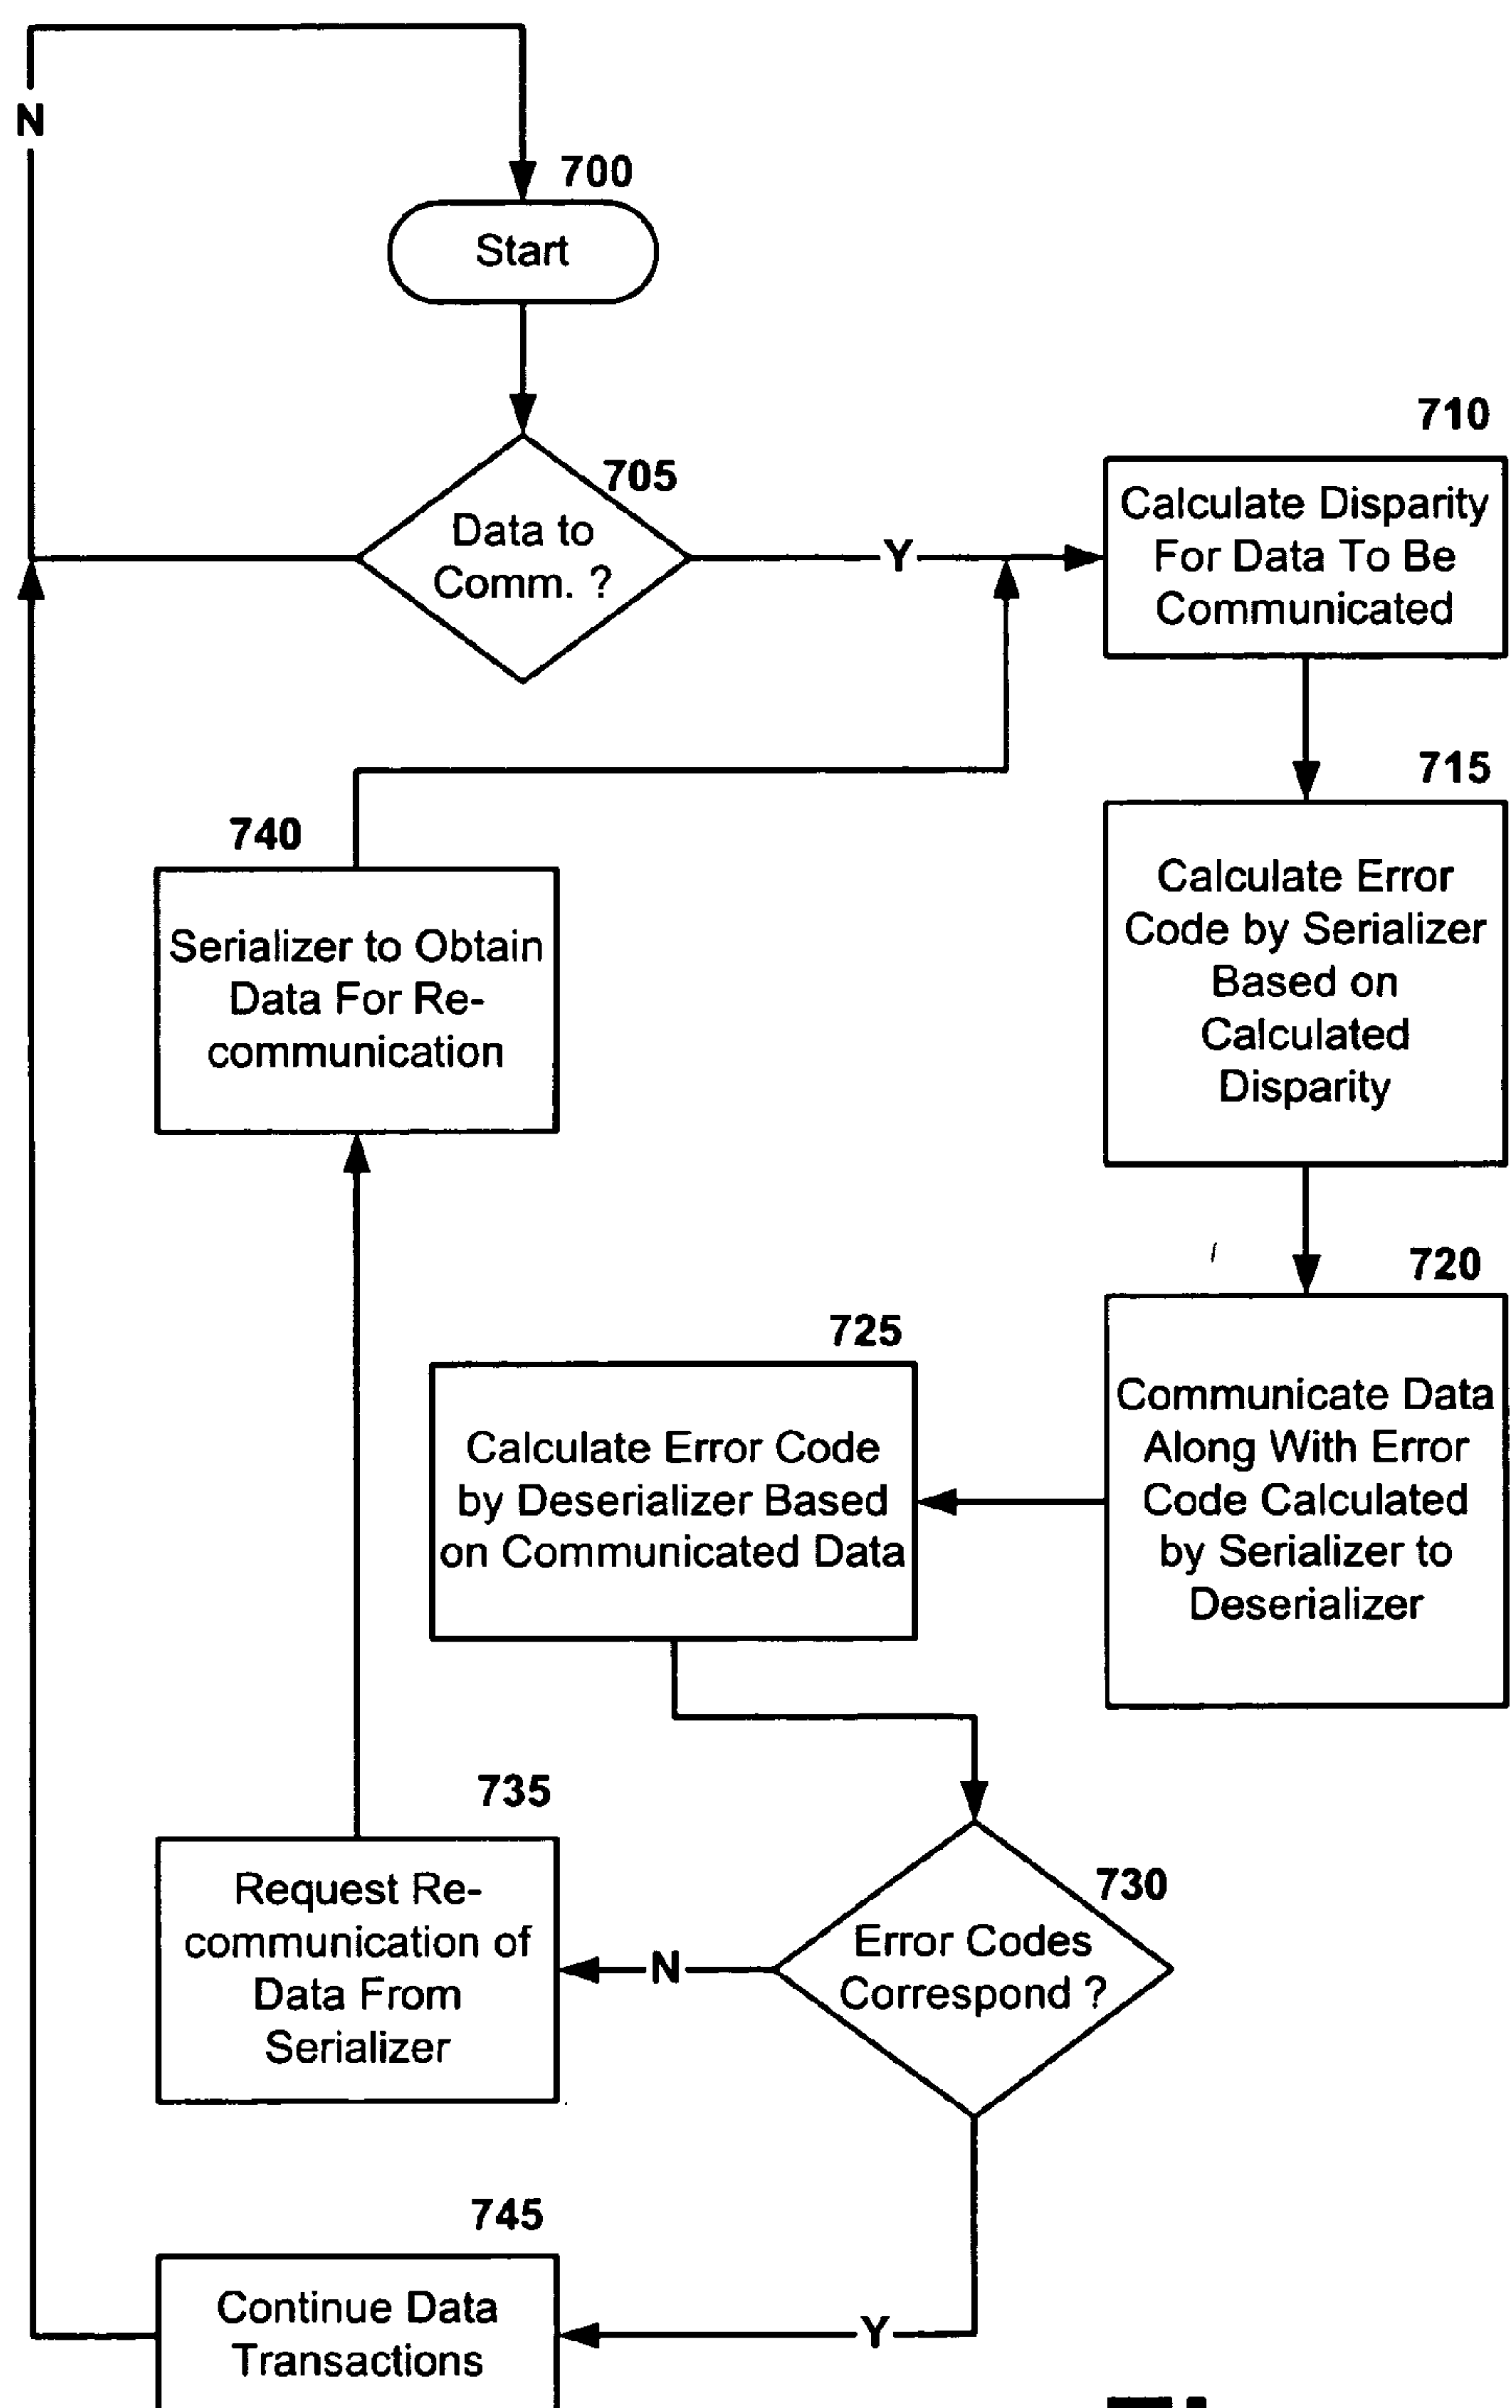 N
700
Start
705
Data to
Comm. ?
Y
710
Calculate Disparity
For Data To Be
Communicated
715
Calculate Error
Code by Serializer
Based on
Calculated
Disparity
740
Serializer to Obtain
Data For Re-
communication
720
Communicate Data
Along With Error
Code Calculated
by Serializer to
Deserializer
725
Calculate Error Code
by Deserializer Based
on Communicated Data
735
Request Re-
communication of
Data From
Serializer
N
730
Error Codes
Correspond ?
745
Continue Data
Transactions
Y